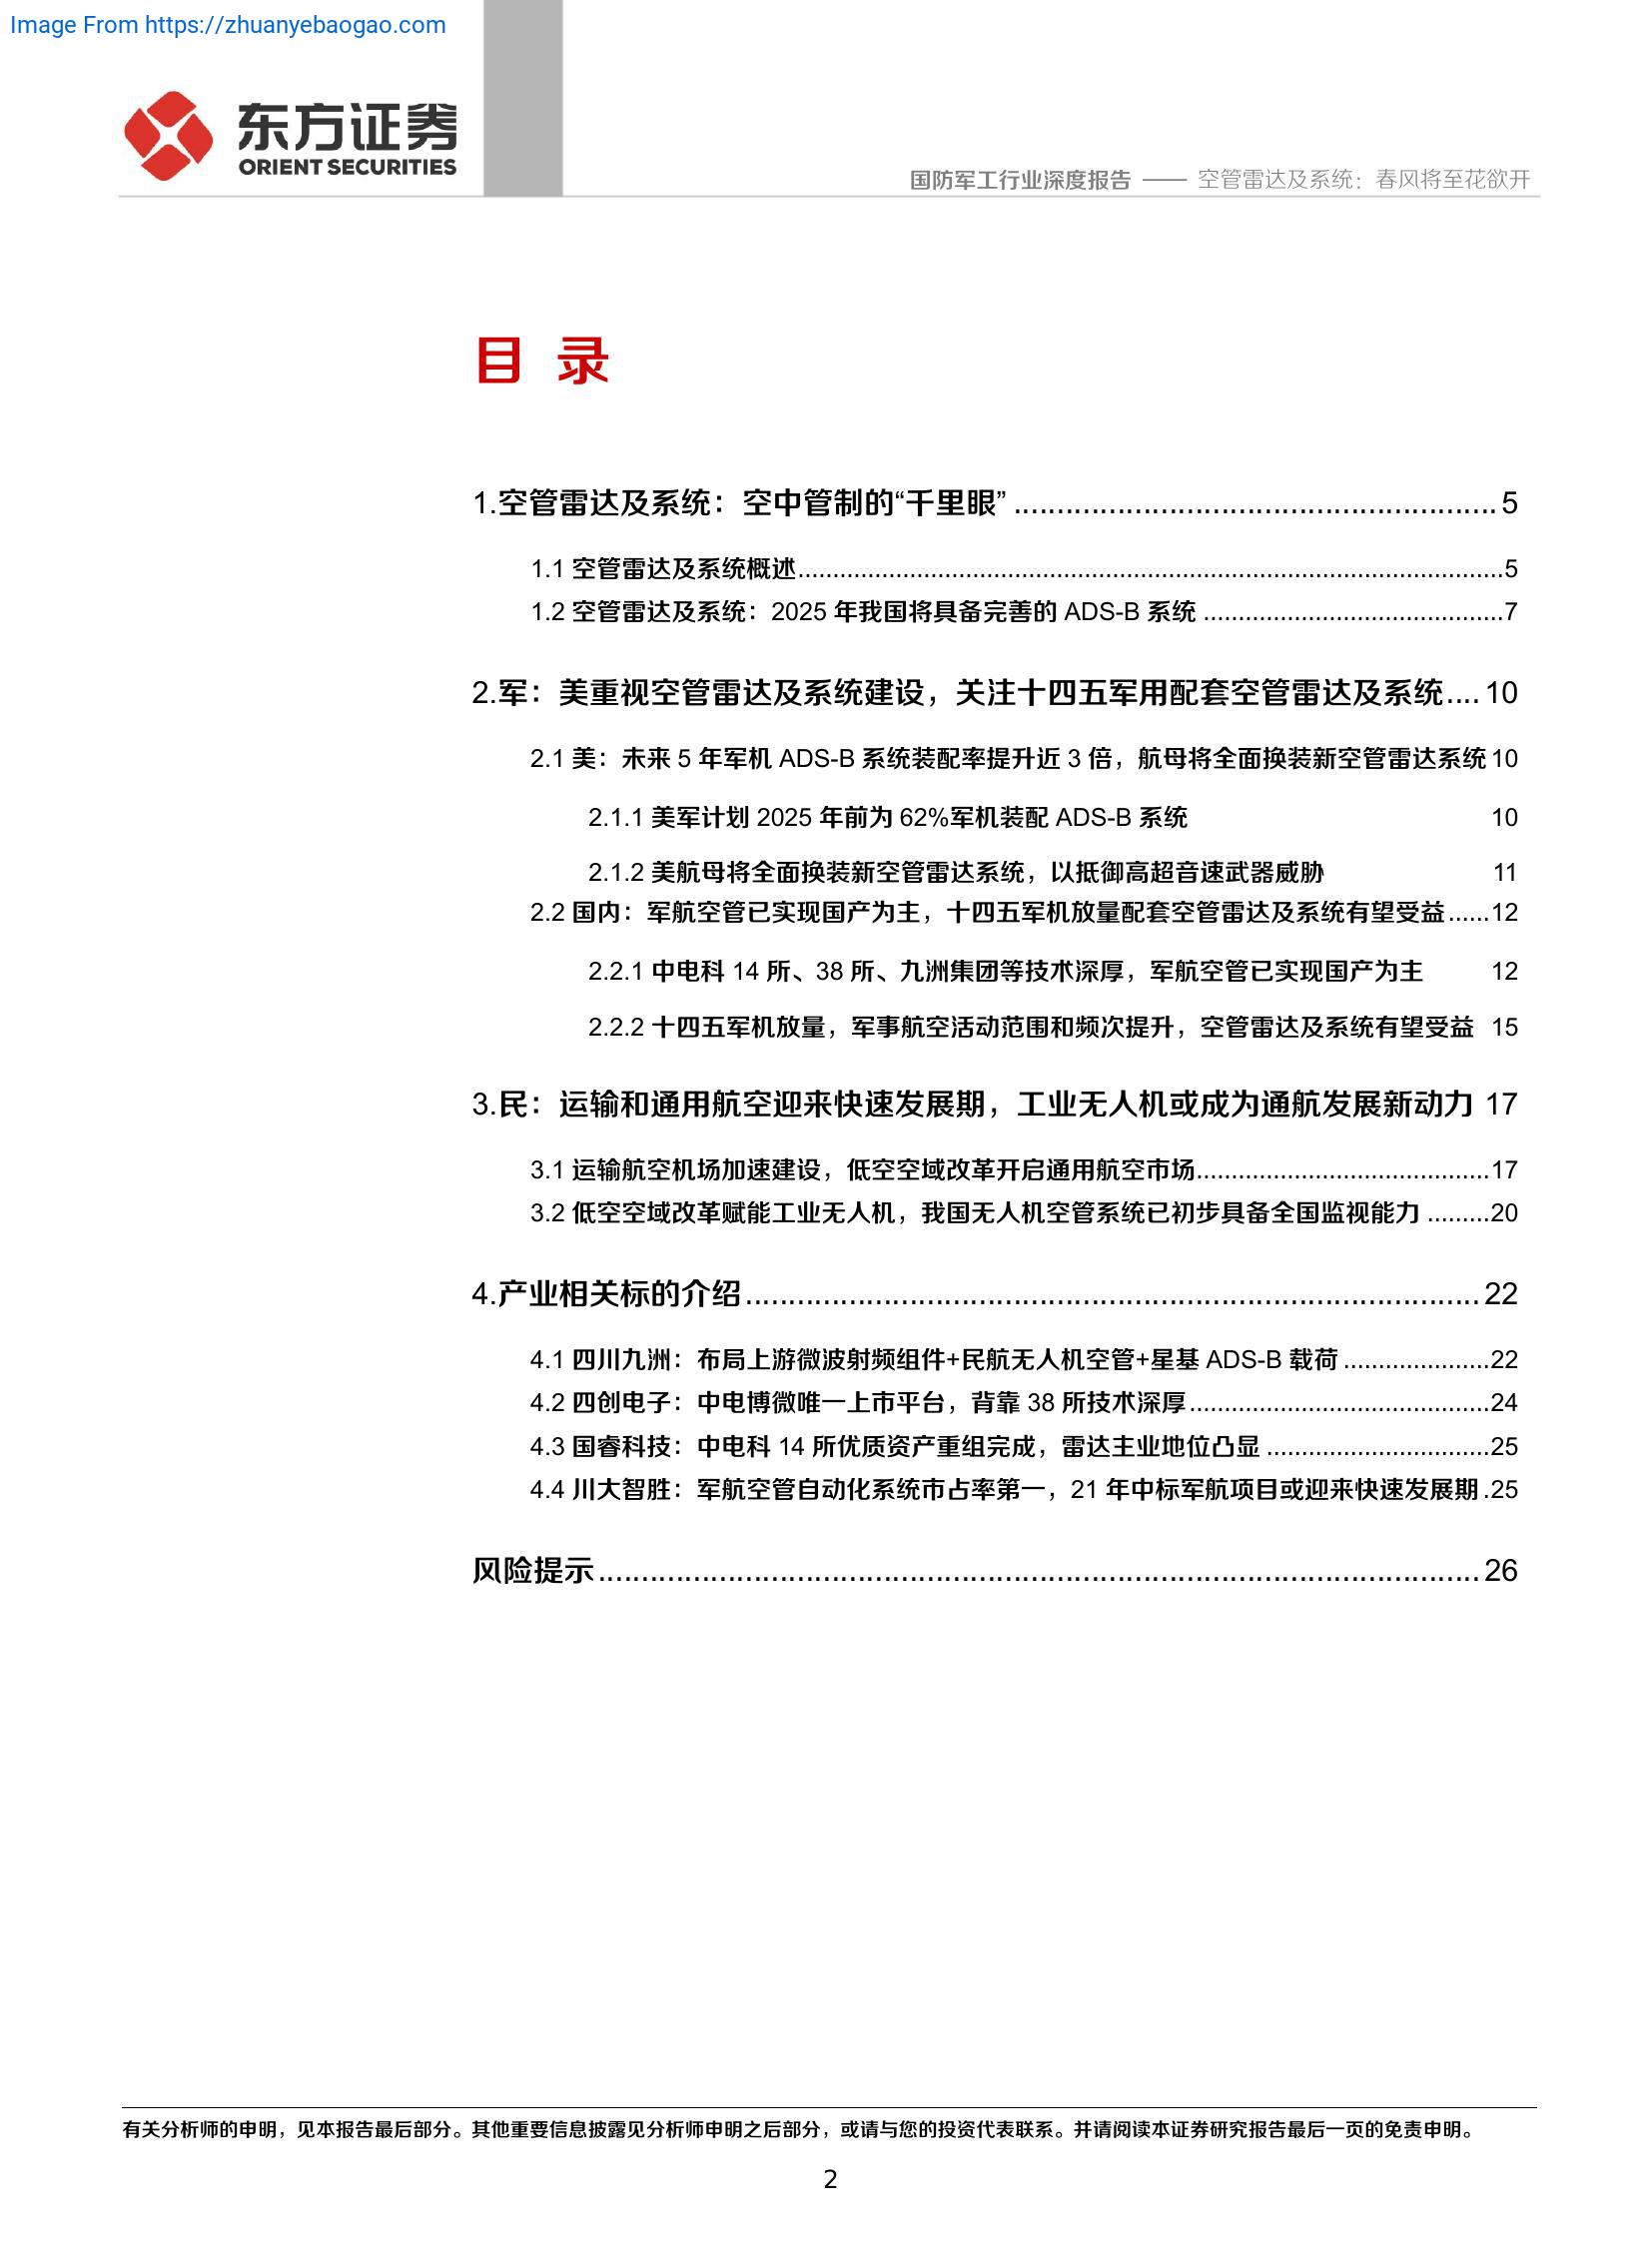 Image From https://zhuanyebaogao.com
东方证券
ORIENT SECURITIES
国防军工行业深度报告 —— 空管雷达及系统：春风将至花欲开
目 录
1.空管雷达及系统：空中管制的“千里眼” ........................................................ 5
1.1 空管雷达及系统概述.....................................................................................................5
1.2 空管雷达及系统：2025 年我国将具备完善的 ADS-B 系统 ...........................................7
2.军：美重视空管雷达及系统建设，关注十四五军用配套空管雷达及系统.... 10
2.1 美：未来 5 年军机 ADS-B 系统装配率提升近 3 倍，航母将全面换装新空管雷达系统 10
2.1.1 美军计划 2025 年前为 62%军机装配 ADS-B 系统 10
2.1.2 美航母将全面换装新空管雷达系统，以抵御高超音速武器威胁 11
2.2 国内：军航空管已实现国产为主，十四五军机放量配套空管雷达及系统有望受益......12
2.2.1 中电科 14 所、38 所、九洲集团等技术深厚，军航空管已实现国产为主 12
2.2.2 十四五军机放量，军事航空活动范围和频次提升，空管雷达及系统有望受益 15
3.民：运输和通用航空迎来快速发展期，工业无人机或成为通航发展新动力 17
3.1 运输航空机场加速建设，低空空域改革开启通用航空市场..........................................17
3.2 低空空域改革赋能工业无人机，我国无人机空管系统已初步具备全国监视能力 .........20
4.产业相关标的介绍..................................................................................... 22
4.1 四川九洲：布局上游微波射频组件+民航无人机空管+星基 ADS-B 载荷 .....................22
4.2 四创电子：中电博微唯一上市平台，背靠 38 所技术深厚...........................................24
4.3 国睿科技：中电科 14 所优质资产重组完成，雷达主业地位凸显 ................................25
4.4 川大智胜：军航空管自动化系统市占率第一，21 年中标军航项目或迎来快速发展期 .25
风险提示...................................................................................................... 26
有关分析师的申明，见本报告最后部分。其他重要信息披露见分析师申明之后部分，或请与您的投资代表联系。并请阅读本证券研究报告最后一页的免责申明。
2